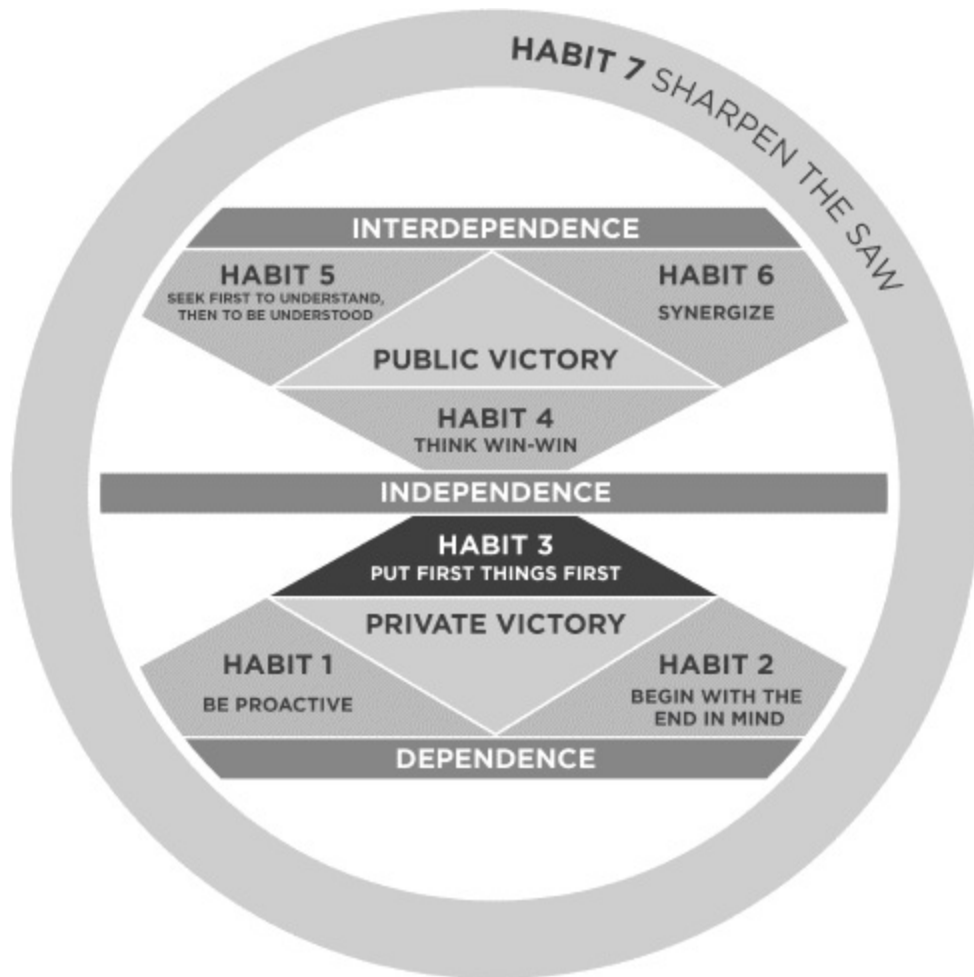 HABIT 7 SHARPEN THE SAW
INTERDEPENDENCE
HABIT 5
SEEK FIRST TO UNDERSTAND,
THEN TO BE UNDERSTOOD
HABIT 6
SYNERGIZE
PUBLIC VICTORY
HABIT 4
THINK WIN-WIN
INDEPENDENCE
HABIT 3
PUT FIRST THINGS FIRST
PRIVATE VICTORY
HABIT 1
BE PROACTIVE
HABIT 2
BEGIN WITH THE
END IN MIND
DEPENDENCE